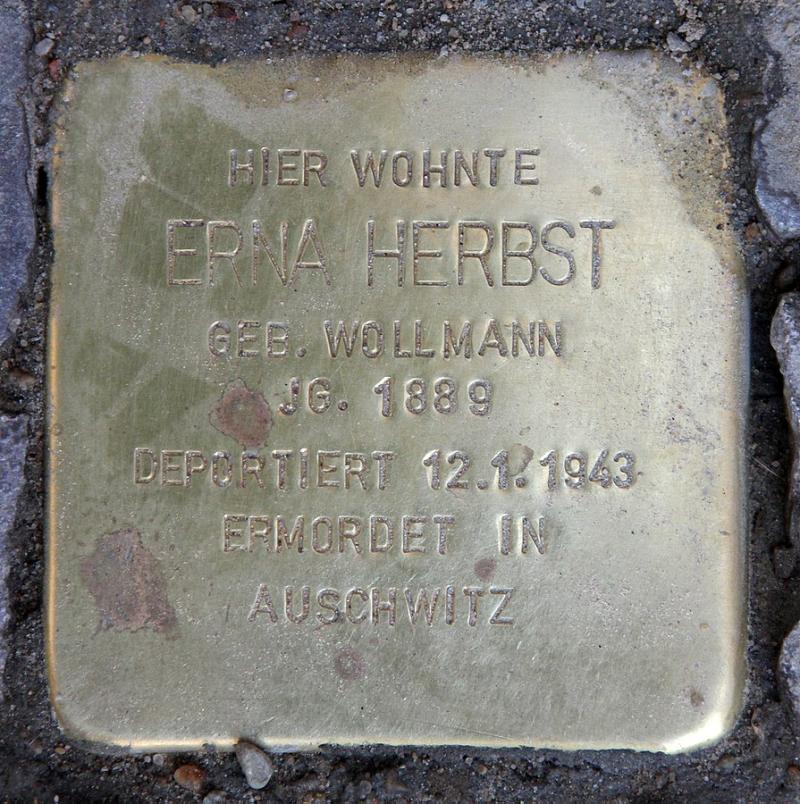 HIER WOHNTE
ERNA HERBST
GEB. WOLLMANN
JG. 1889
DEPORTIERT 12.1.1943
ERMORDET IN
AUSCHWITZ